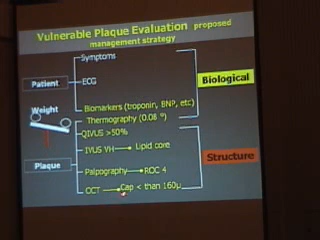 Vulnerable Plaque Evaluation proposed
management strategy
Symptoms
Patient
ECG
Biological
Weight
Biomarkers (troponin, BNP, etc)
Thermography (0.08 º)
QIVUS >50%
IVUS VH Lipid core
Structure
Plaque
Palpography ROC 4
OCT Cap < than 160µ